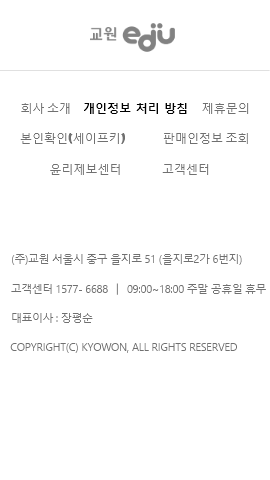 교원 edu
회사 소개 개인정보 처리 방침 제휴문의
본인확인(세이프키) 판매인정보 조회
윤리제보센터 고객센터
(주)교원 서울시 중구 을지로 51 (을지로2가 6번지)
고객센터 1577- 6688 | 09:00~18:00 주말 공휴일 휴무
대표이사 : 장평순
COPYRIGHT(C) KYOWON, ALL RIGHTS RESERVED